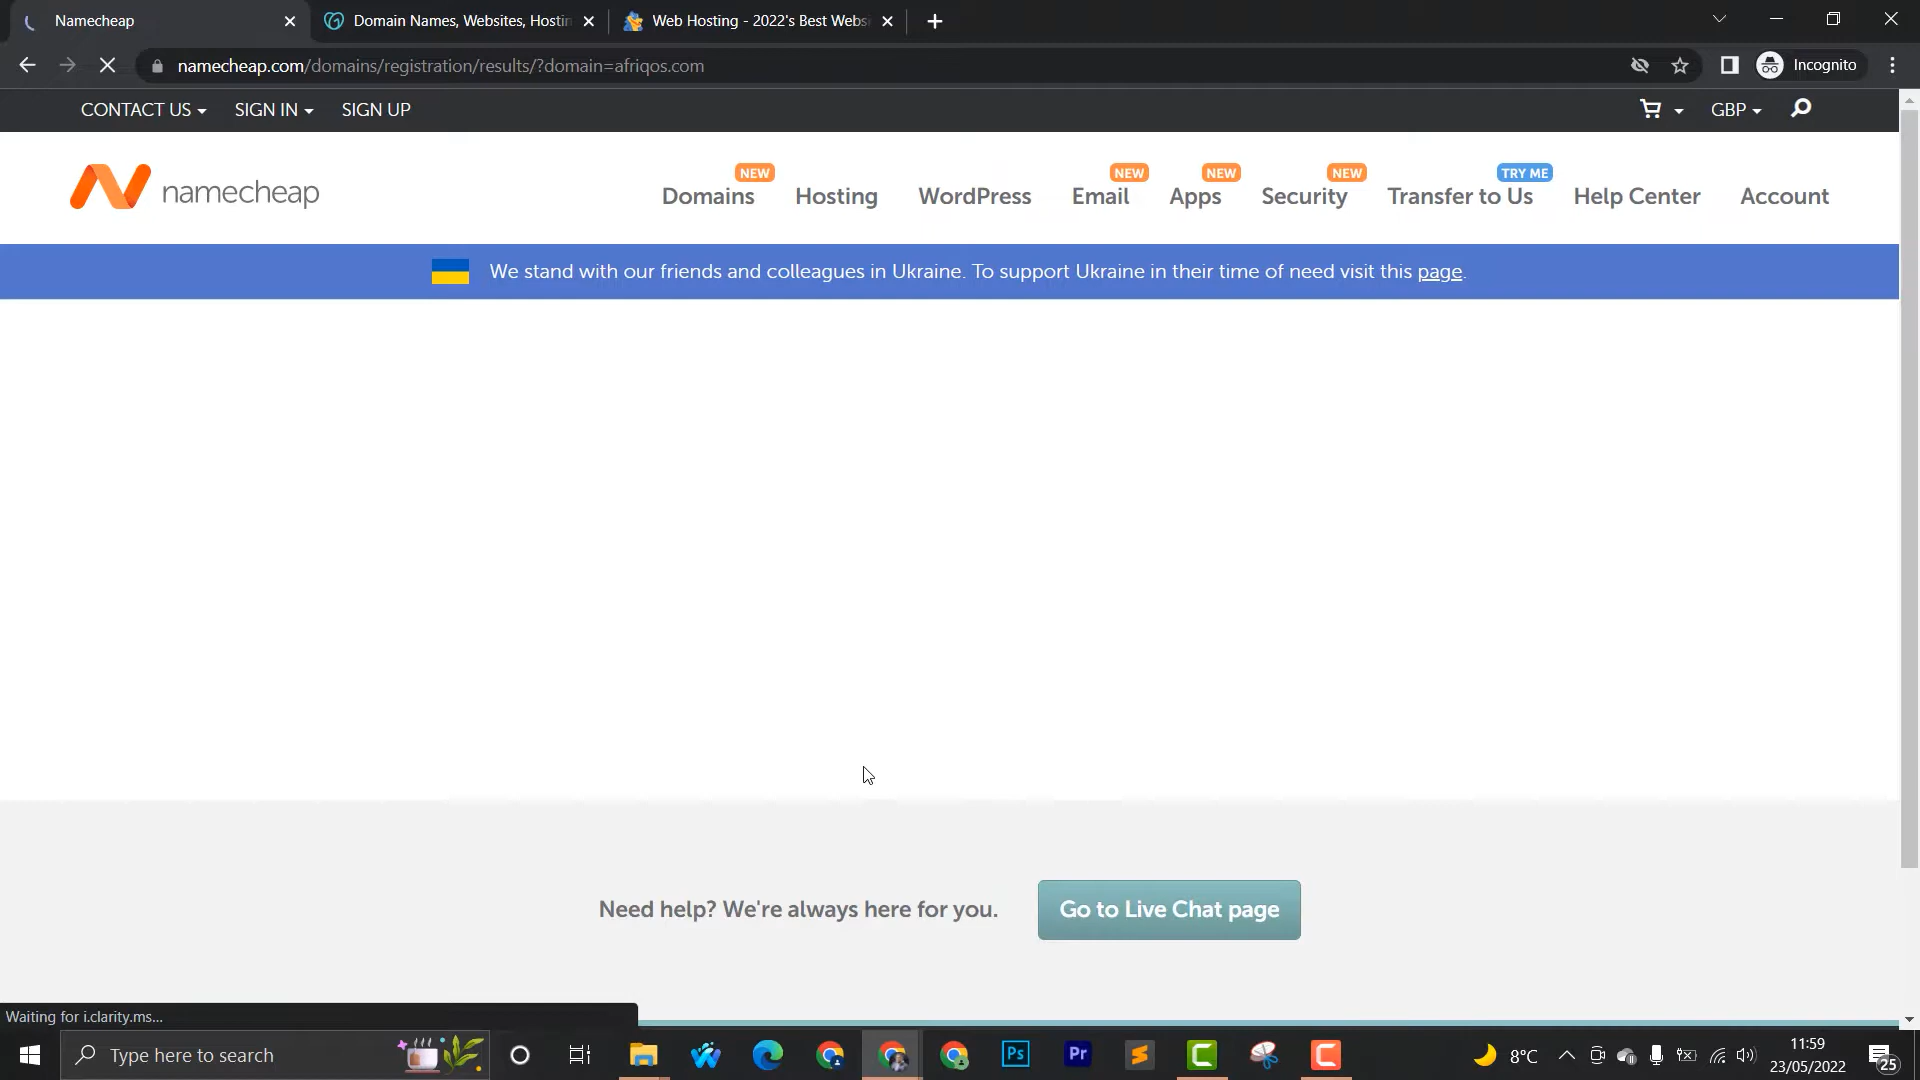 Namecheap
Domain Names, Websites, Hostin
Web Hosting - 2022's Best Webs
namecheap.com/domains/registration/results/?domain=afriqos.com
Incognito
CONTACT US SIGN IN SIGN UP
GBP
namecheap
NEW NEW NEW NEW TRY ME
Domains Hosting WordPress Email Apps Security Transfer to Us Help Center Account
We stand with our friends and colleagues in Ukraine. To support Ukraine in their time of need visit this page.
Need help? We're always here for you.
Go to Live Chat page
Waiting for i.clarity.ms...
Type here to search
Ps
Pr
8°C
11:59
23/05/2022
25